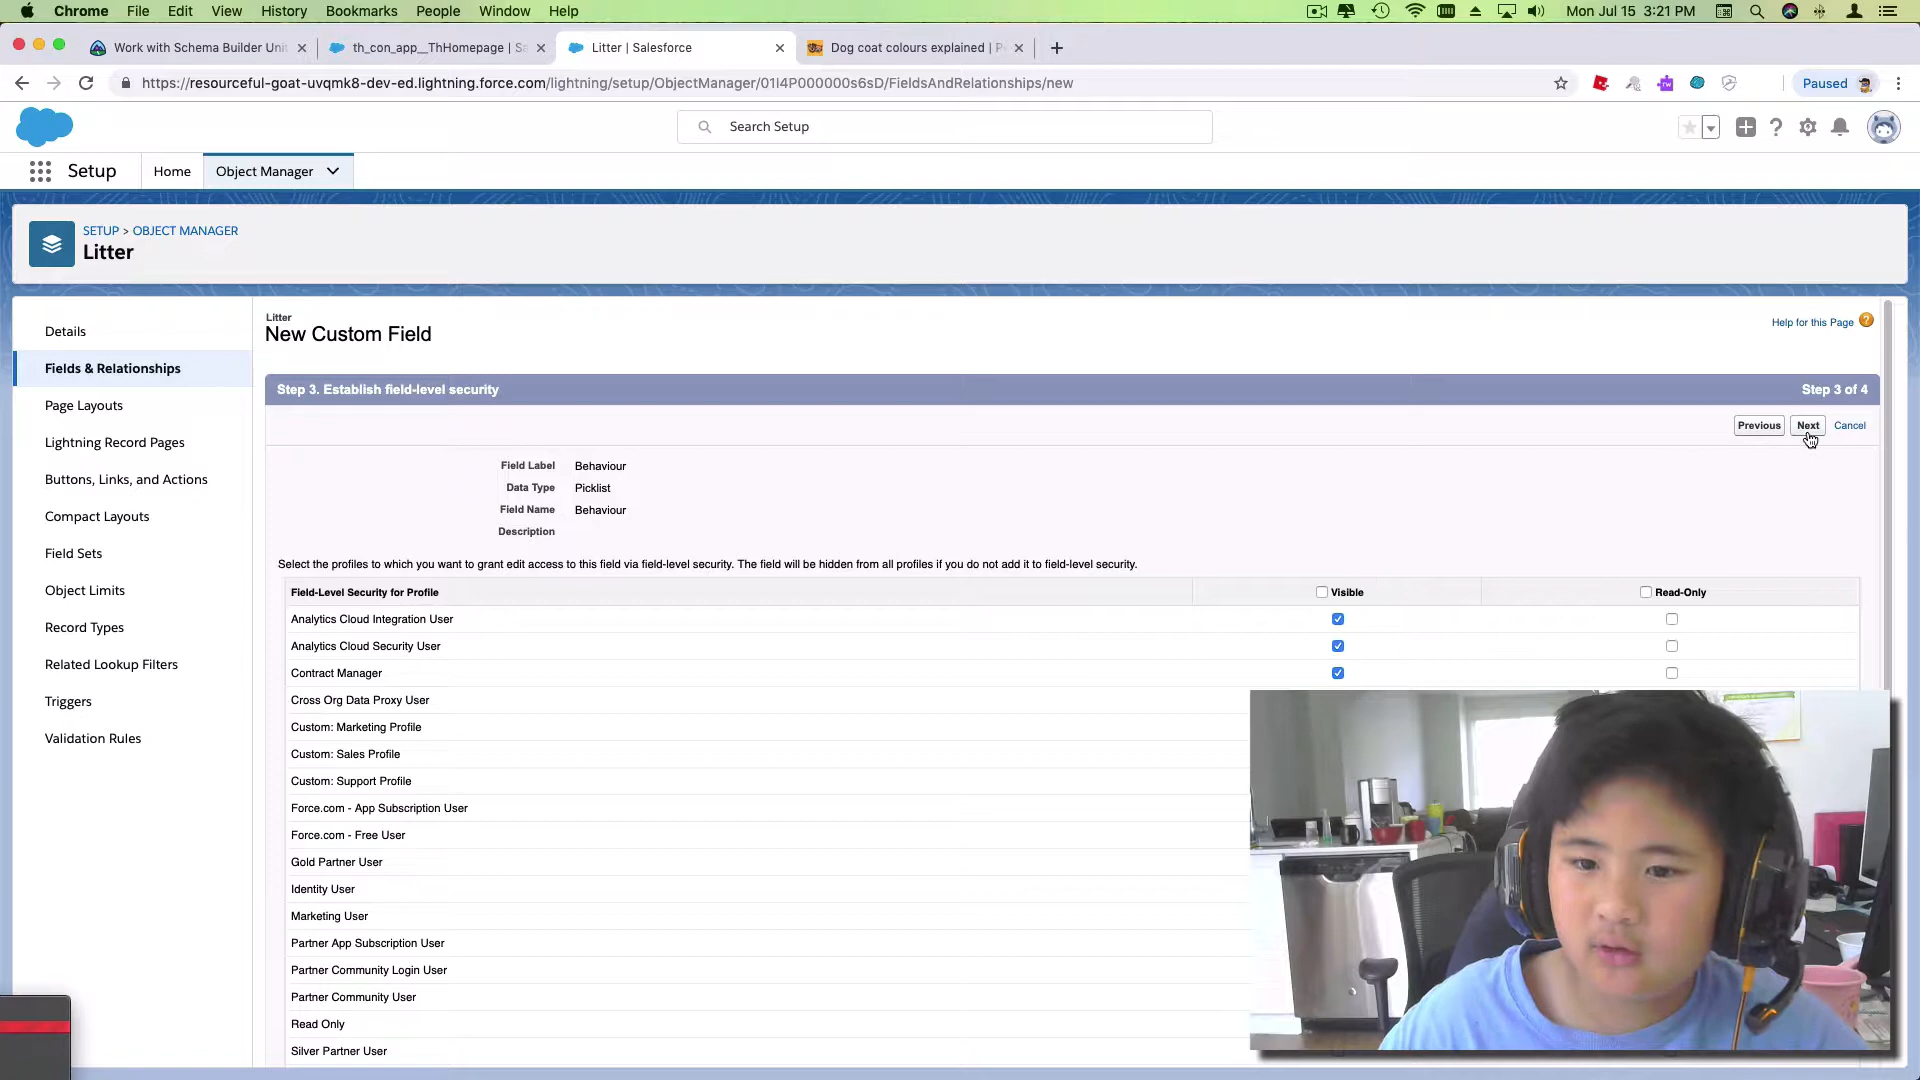 Chrome File Edit View History Bookmarks People Window Help Mon Jul 15 3:21 PM
Work with Schema Builder Unit
th_con_app__ThHomepage | Sa
Litter | Salesforce
Dog coat colours explained | P
https://resourceful-goat-uvqmk8-dev-ed.lightning.force.com/lightning/setup/ObjectManager/01I4P000000s6sD/FieldsAndRelationships/new
Paused
Search Setup
Setup Home Object Manager
SETUP > OBJECT MANAGER
Litter
Details
Fields & Relationships
Page Layouts
Lightning Record Pages
Buttons, Links, and Actions
Compact Layouts
Field Sets
Object Limits
Record Types
Related Lookup Filters
Triggers
Validation Rules
Litter
New Custom Field
Help for this Page
Step 3. Establish field-level security Step 3 of 4
Previous Next Cancel
Field Label Behaviour
Data Type Picklist
Field Name Behaviour
Description
Select the profiles to which you want to grant edit access to this field via field-level security. The field will be hidden from all profiles if you do not add it to field-level security.
Field-Level Security for Profile Visible Read-Only
Analytics Cloud Integration User
Analytics Cloud Security User
Contract Manager
Cross Org Data Proxy User
Custom: Marketing Profile
Custom: Sales Profile
Custom: Support Profile
Force.com - App Subscription User
Force.com - Free User
Gold Partner User
Identity User
Marketing User
Partner App Subscription User
Partner Community Login User
Partner Community User
Read Only
Silver Partner User